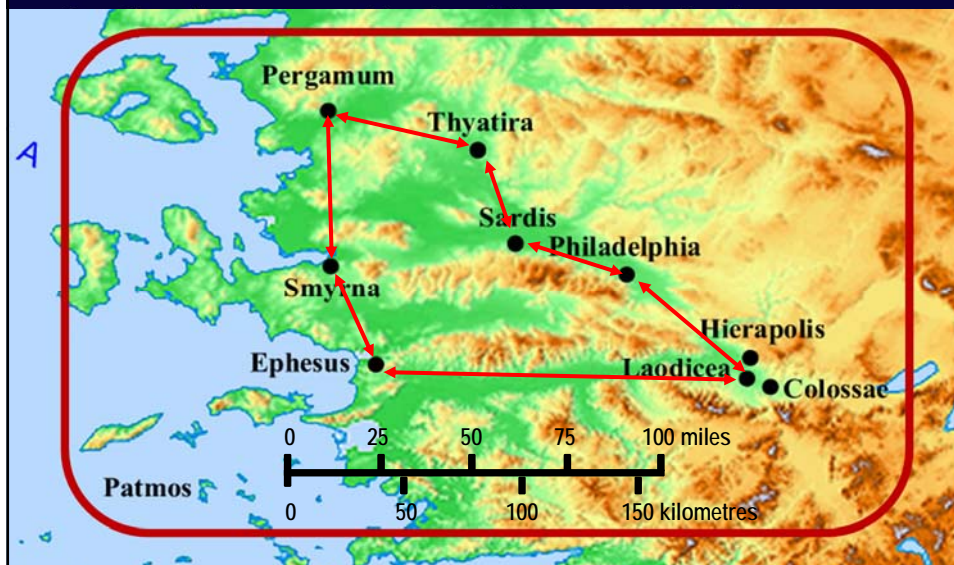 Pergamum
Thyatira
A
Sardis
Philadelphia
Smyrna
Hierapolis
Ephesus
Laodicea
Colossae
0 25 50 75 100 miles
Patmos
0 50 100 150 kilometres